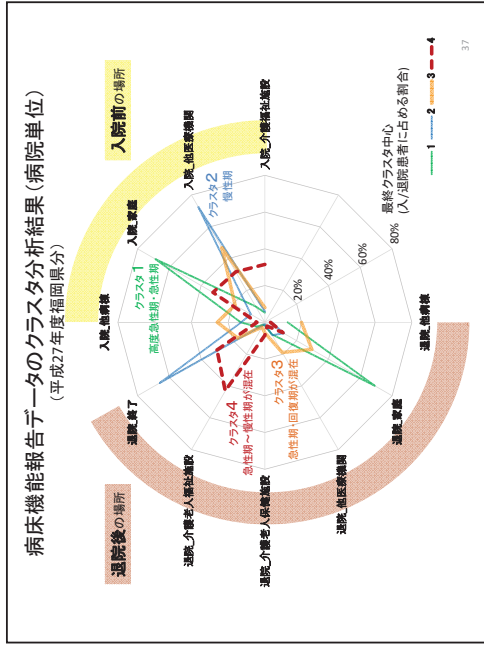 病床機能報告データのクラスタ分析結果(病院単位)
(平成27年度福岡県分)
退院後の場所
入院前の場所
入院_他病棟
入院_家庭
入院_他医療機関
入院_介護福祉施設
退院_他病棟
退院_家庭
退院_他医療機関
退院_介護老人保健施設
退院_介護老人福祉施設
退院_終了
クラスタ1
高度急性期・急性期
クラスタ2
慢性期
クラスタ3
急性期・回復期が混在
クラスタ4
急性期~慢性期が混在
20%
40%
60%
80%
最終クラスタ中心
(入/退院患者に占める割合)
1
2
3
4
37